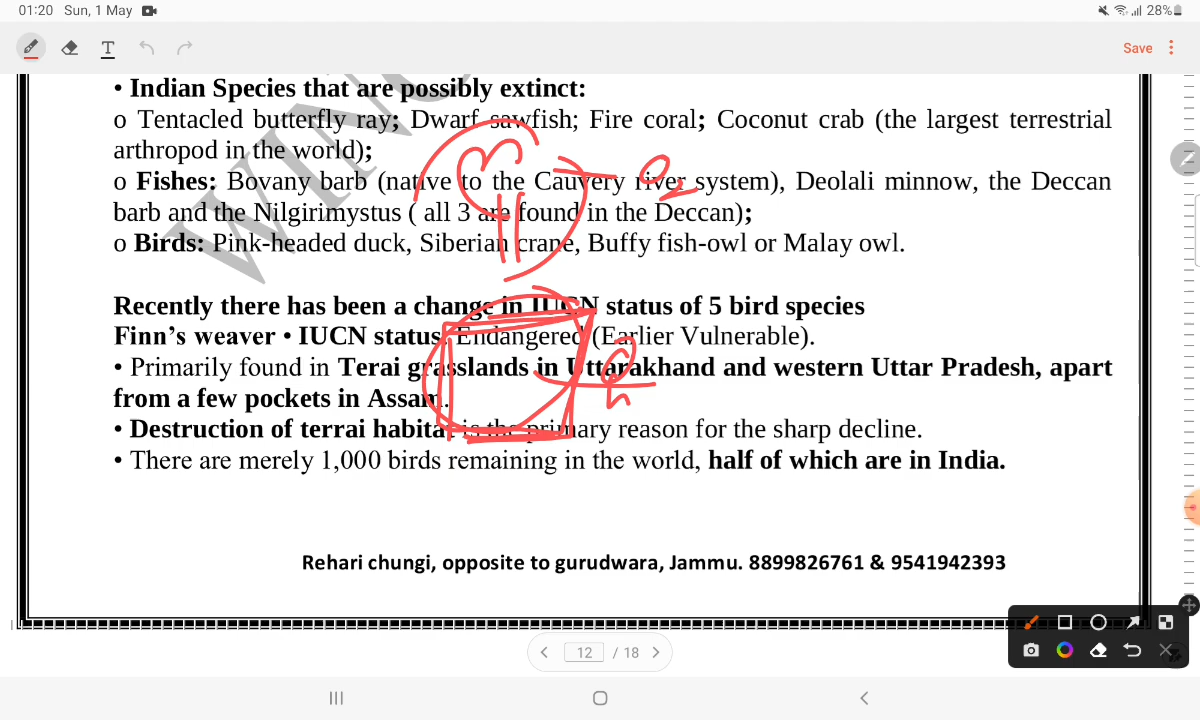 01:20 Sun, 1 May
28%
T
Save
• Indian Species that are possibly extinct:
o Tentacled butterfly ray; Dwarf sawfish; Fire coral; Coconut crab (the largest terrestrial
arthropod in the world);
o Fishes: Bovany barb (native to the Cauvery river system), Deolali minnow, the Deccan
barb and the Nilgirimystus ( all 3 are found in the Deccan);
o Birds: Pink-headed duck, Siberian crane, Buffy fish-owl or Malay owl.
O2
Recently there has been a change in IUCN status of 5 bird species
Finn's weaver • IUCN status: Endangered (Earlier Vulnerable).
• Primarily found in Terai grasslands in Uttarakhand and western Uttar Pradesh, apart
from a few pockets in Assam.
• Destruction of terrai habitat is the primary reason for the sharp decline.
• There are merely 1,000 birds remaining in the world, half of which are in India.
Rehari chungi, opposite to gurudwara, Jammu. 8899826761 & 9541942393
12 / 18